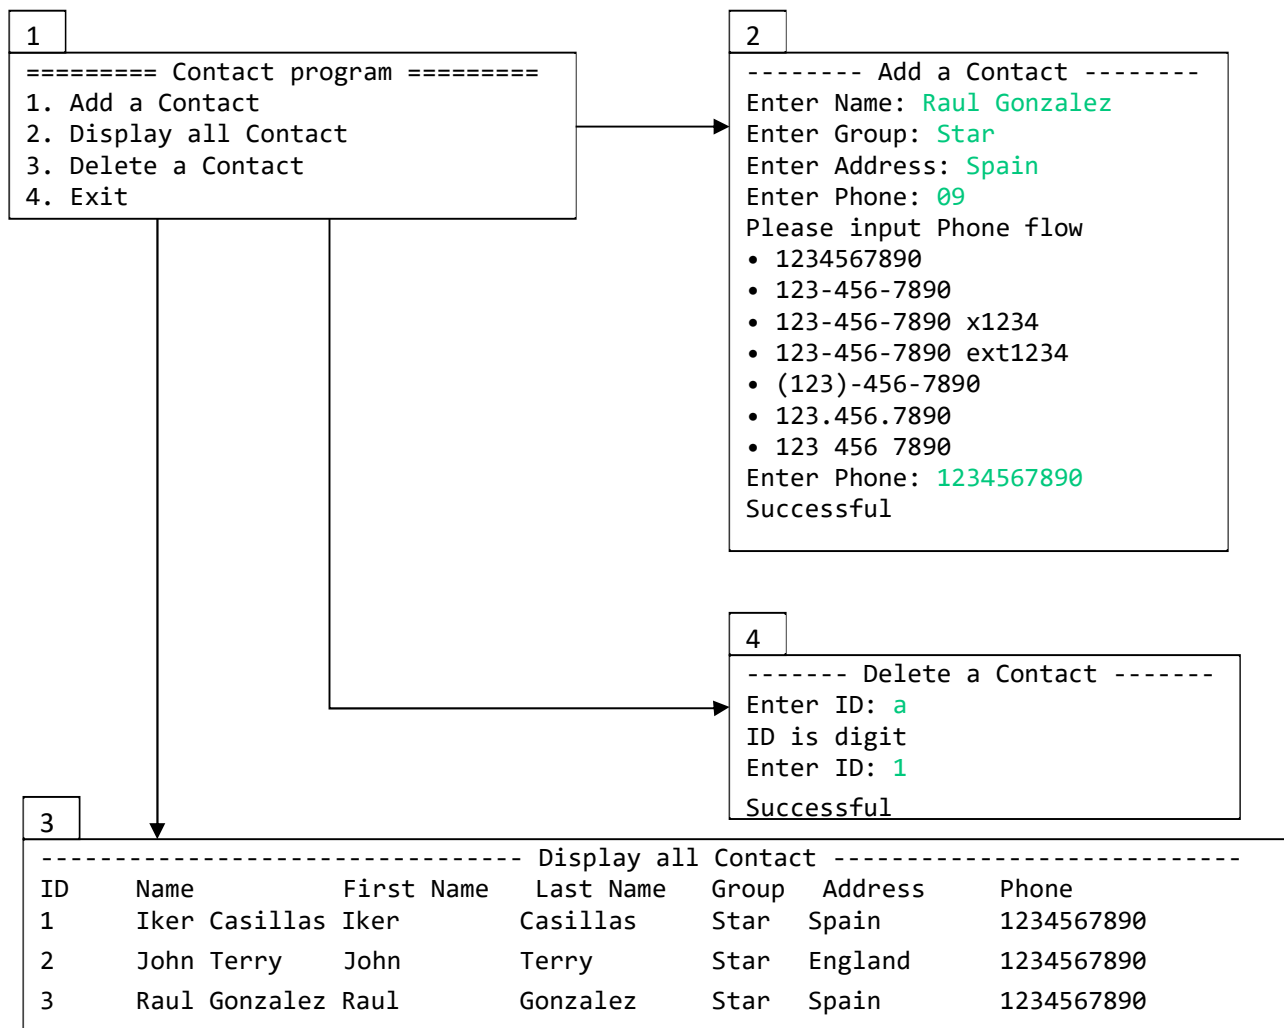 1
========= Contact program =========
1. Add a Contact
2. Display all Contact
3. Delete a Contact
4. Exit
2
-------- Add a Contact --------
Enter Name: Raul Gonzalez
Enter Group: Star
Enter Address: Spain
Enter Phone: 09
Please input Phone flow
• 1234567890
• 123-456-7890
• 123-456-7890 x1234
• 123-456-7890 ext1234
• (123)-456-7890
• 123.456.7890
• 123 456 7890
Enter Phone: 1234567890
Successful
4
------- Delete a Contact -------
Enter ID: a
ID is digit
Enter ID: 1
Successful
3
--------------------------------- Display all Contact ----------------------------
ID Name First Name Last Name Group Address Phone
1 Iker Casillas Iker Casillas Star Spain 1234567890
2 John Terry John Terry Star England 1234567890
3 Raul Gonzalez Raul Gonzalez Star Spain 1234567890